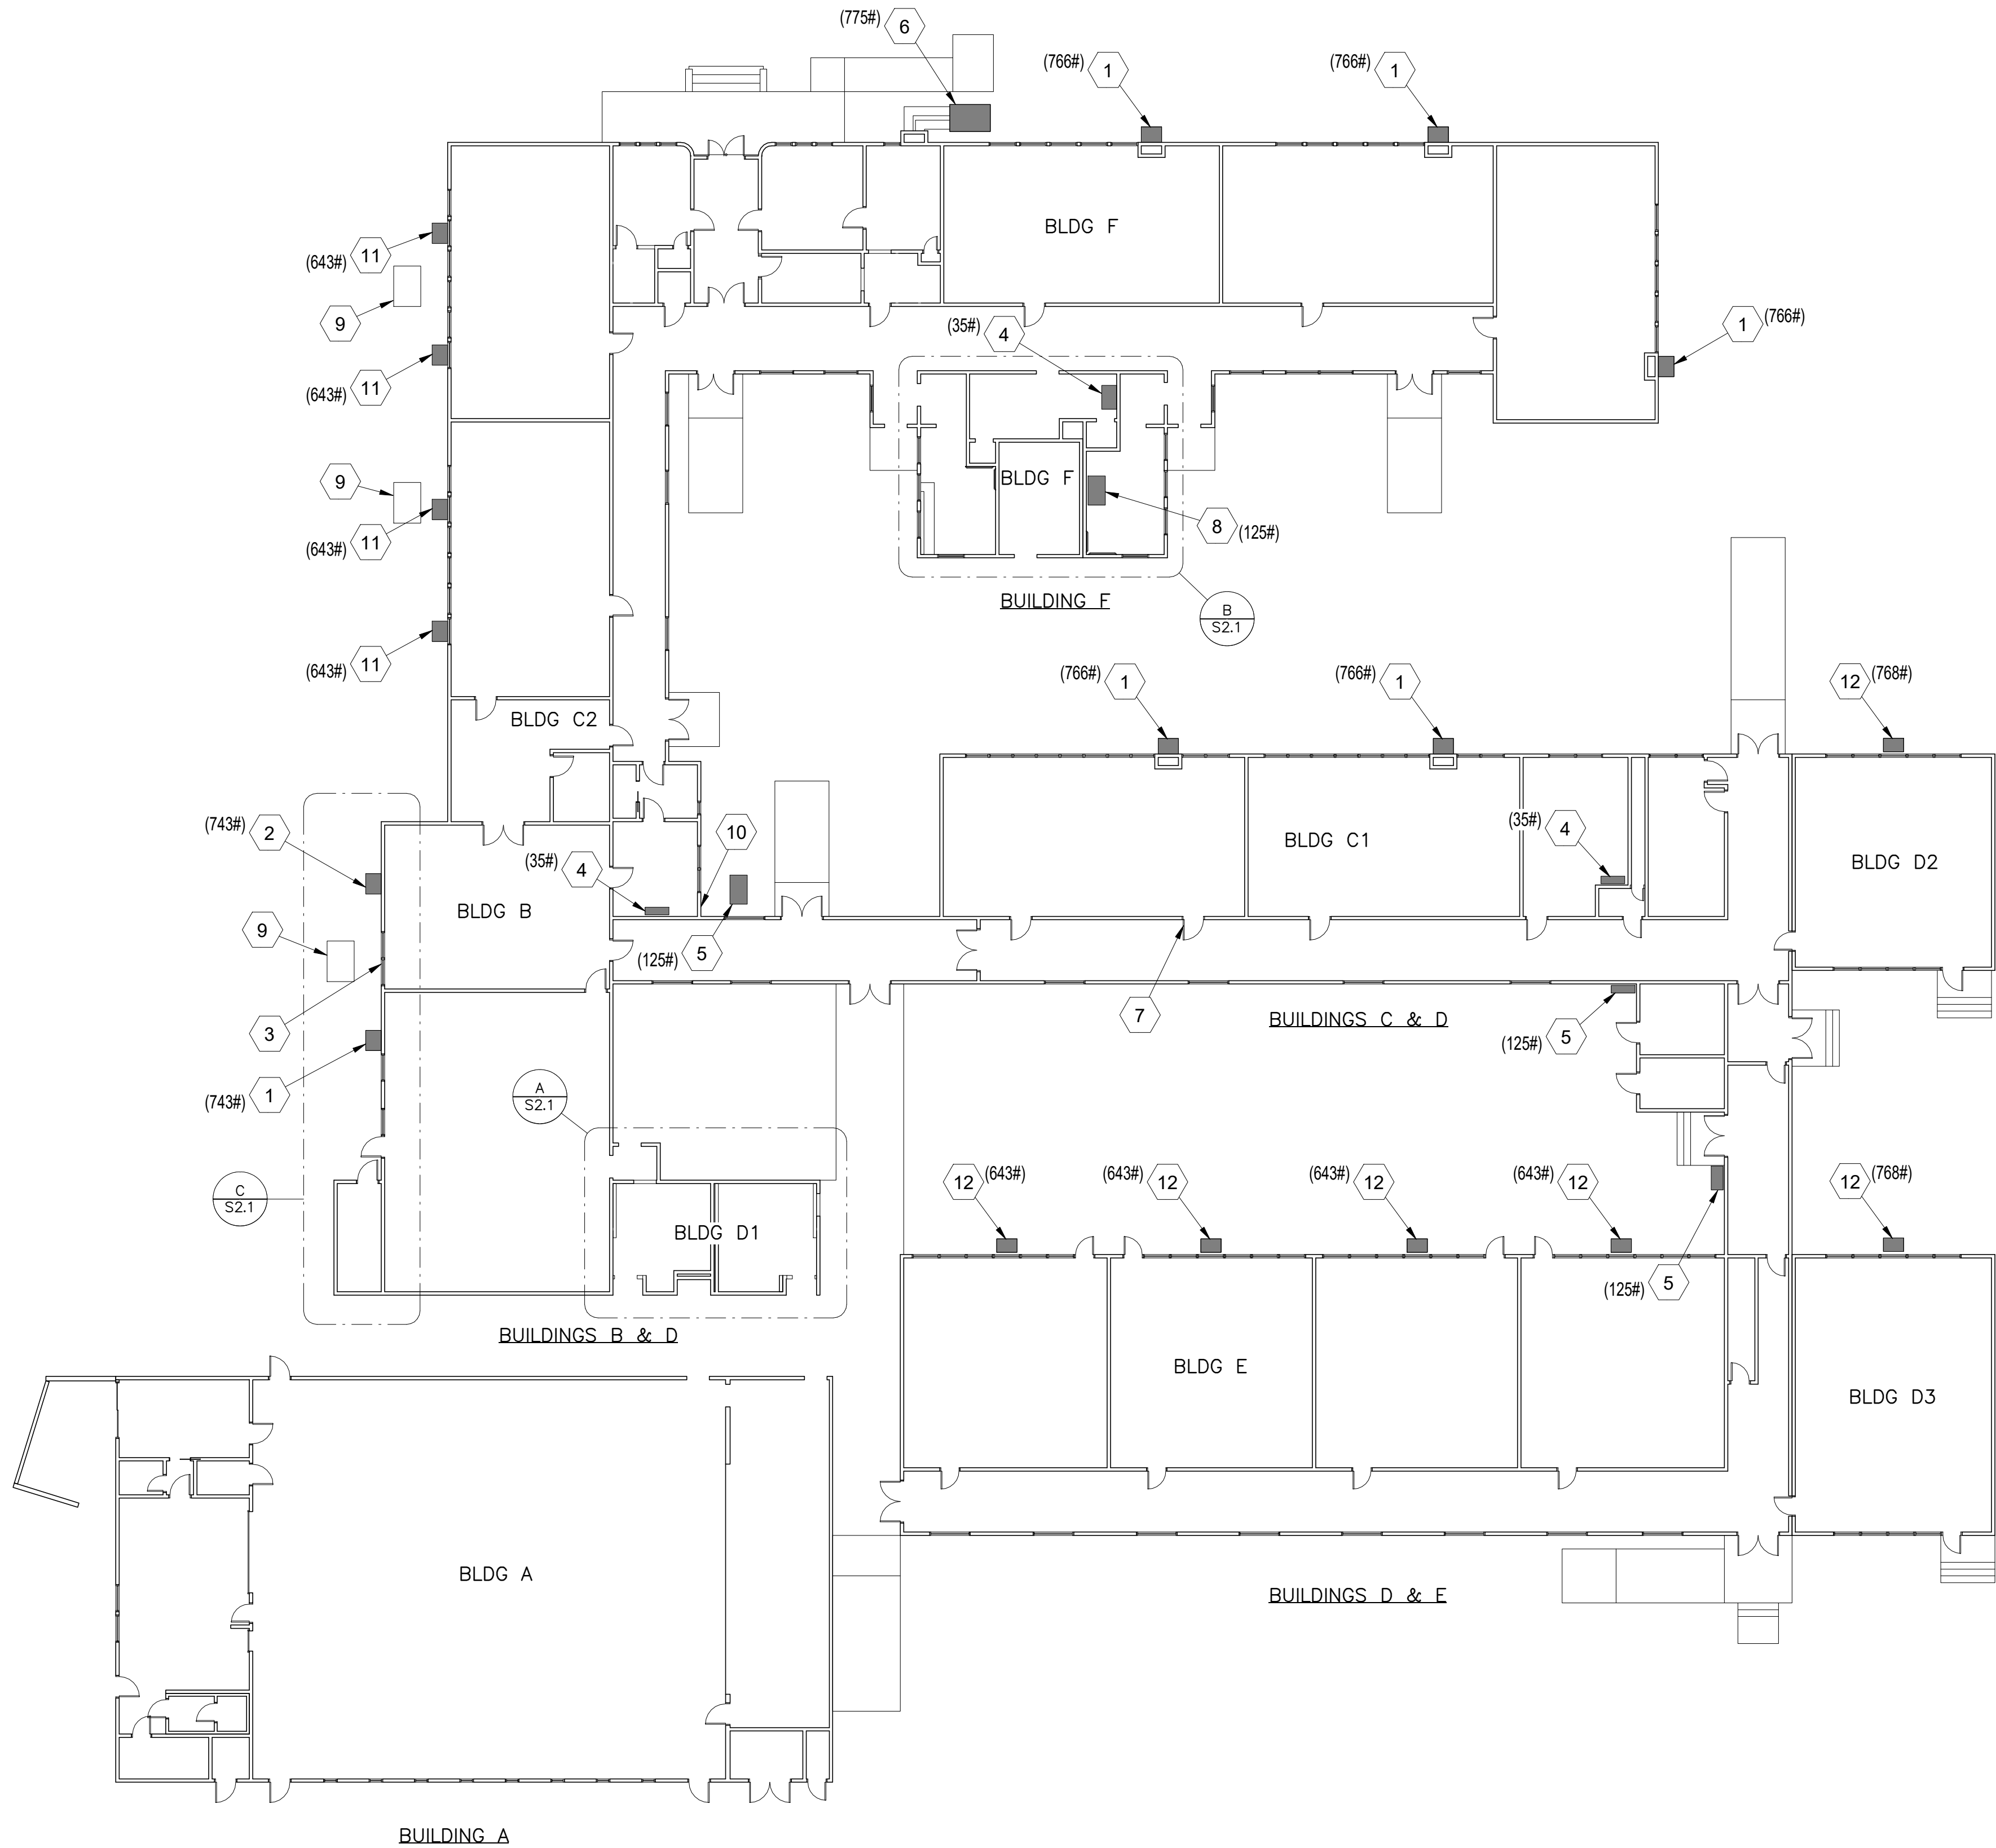 (775#) 6
(766#) 1
(766#) 1
BLDG F
(643#) 11
9
(35#) 4
1 (766#)
(643#) 11
9
BLDG F
(643#) 11
8 (125#)
BUILDING F
B
S2.1
(643#) 11
(766#) 1
(766#) 1
12 (768#)
BLDG C2
(743#) 2
10
(35#) 4
BLDG C1
(35#) 4
BLDG D2
BLDG B
9
(125#) 5
3
7
BUILDINGS C & D
(125#) 5
(743#) 1
A
S2.1
C
S2.1
12 (643#)
12 (643#)
(643#) 12
(643#) 12
12 (768#)
BLDG D1
(125#) 5
BUILDINGS B & D
BLDG E
BLDG D3
BLDG A
BUILDINGS D & E
BUILDING A